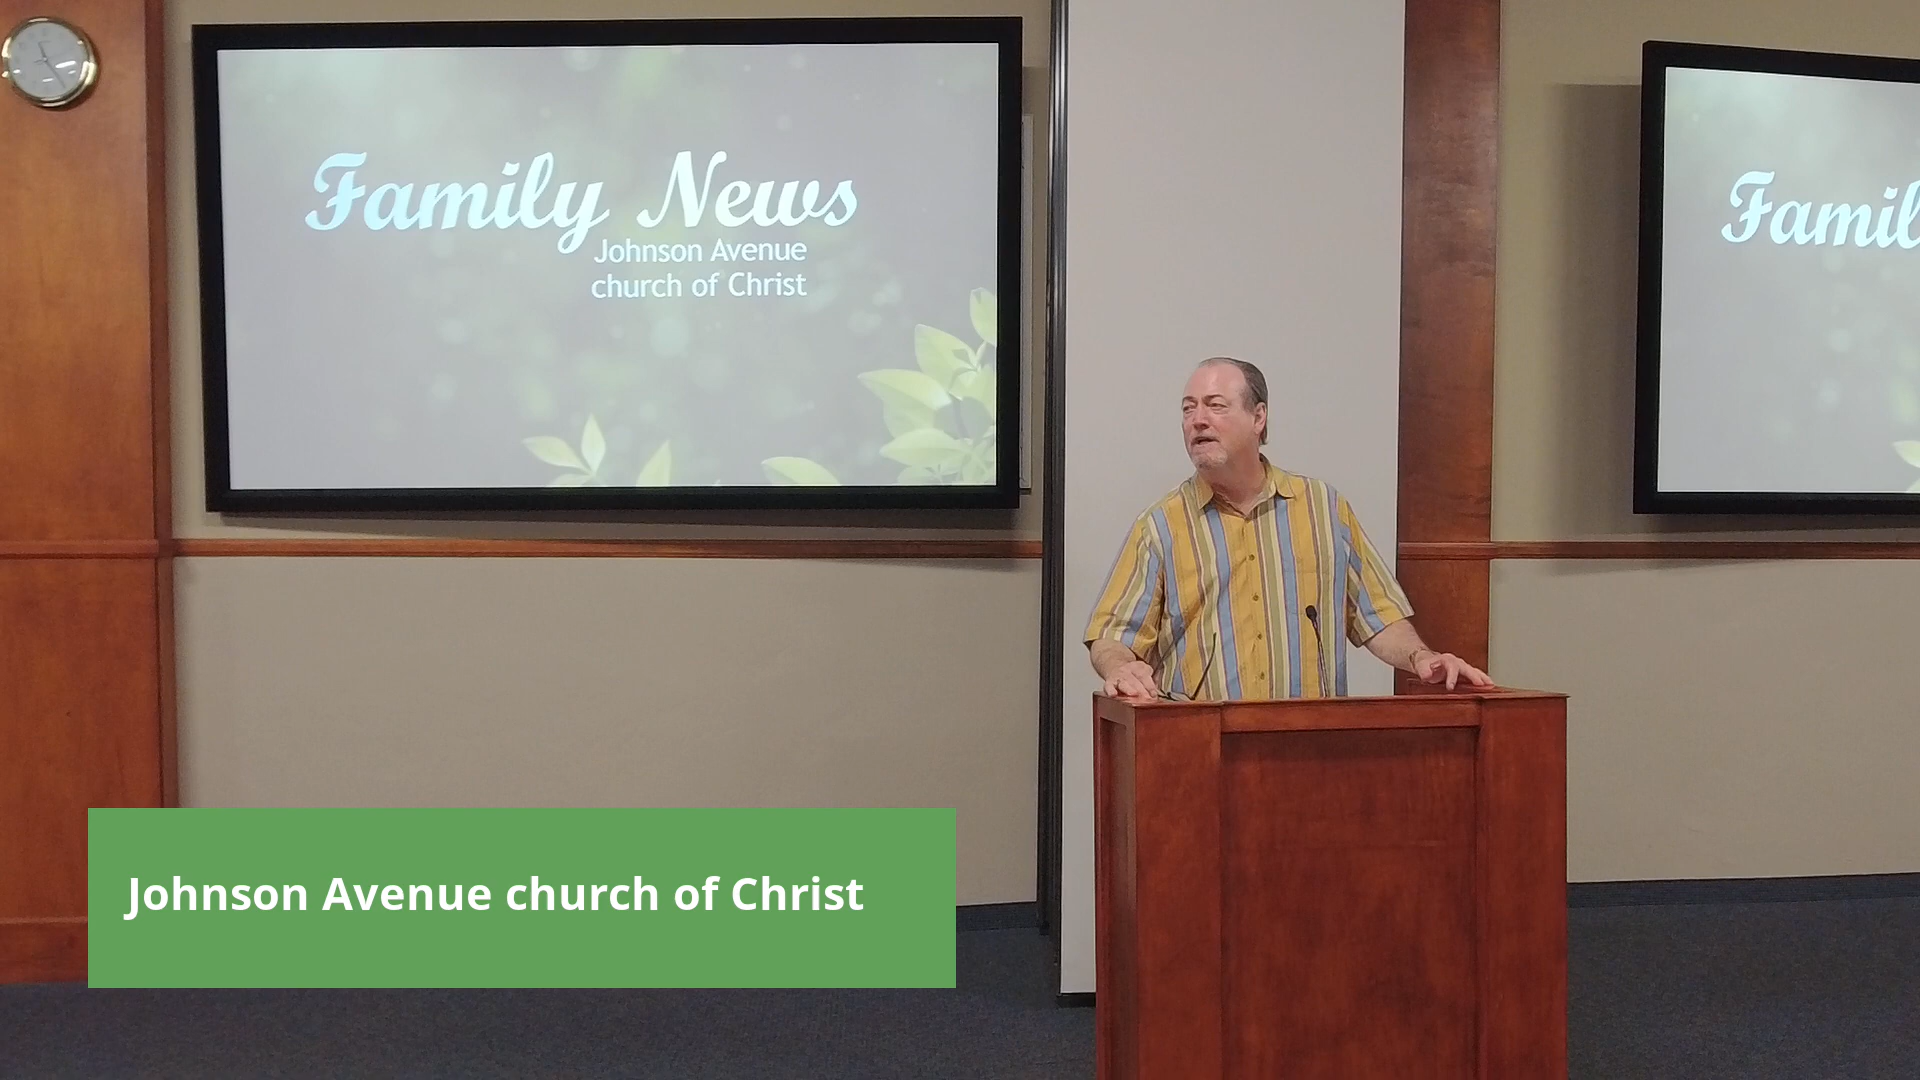 Family News
Johnson Avenue
church of Christ
Famil
Johnson Avenue church of Christ